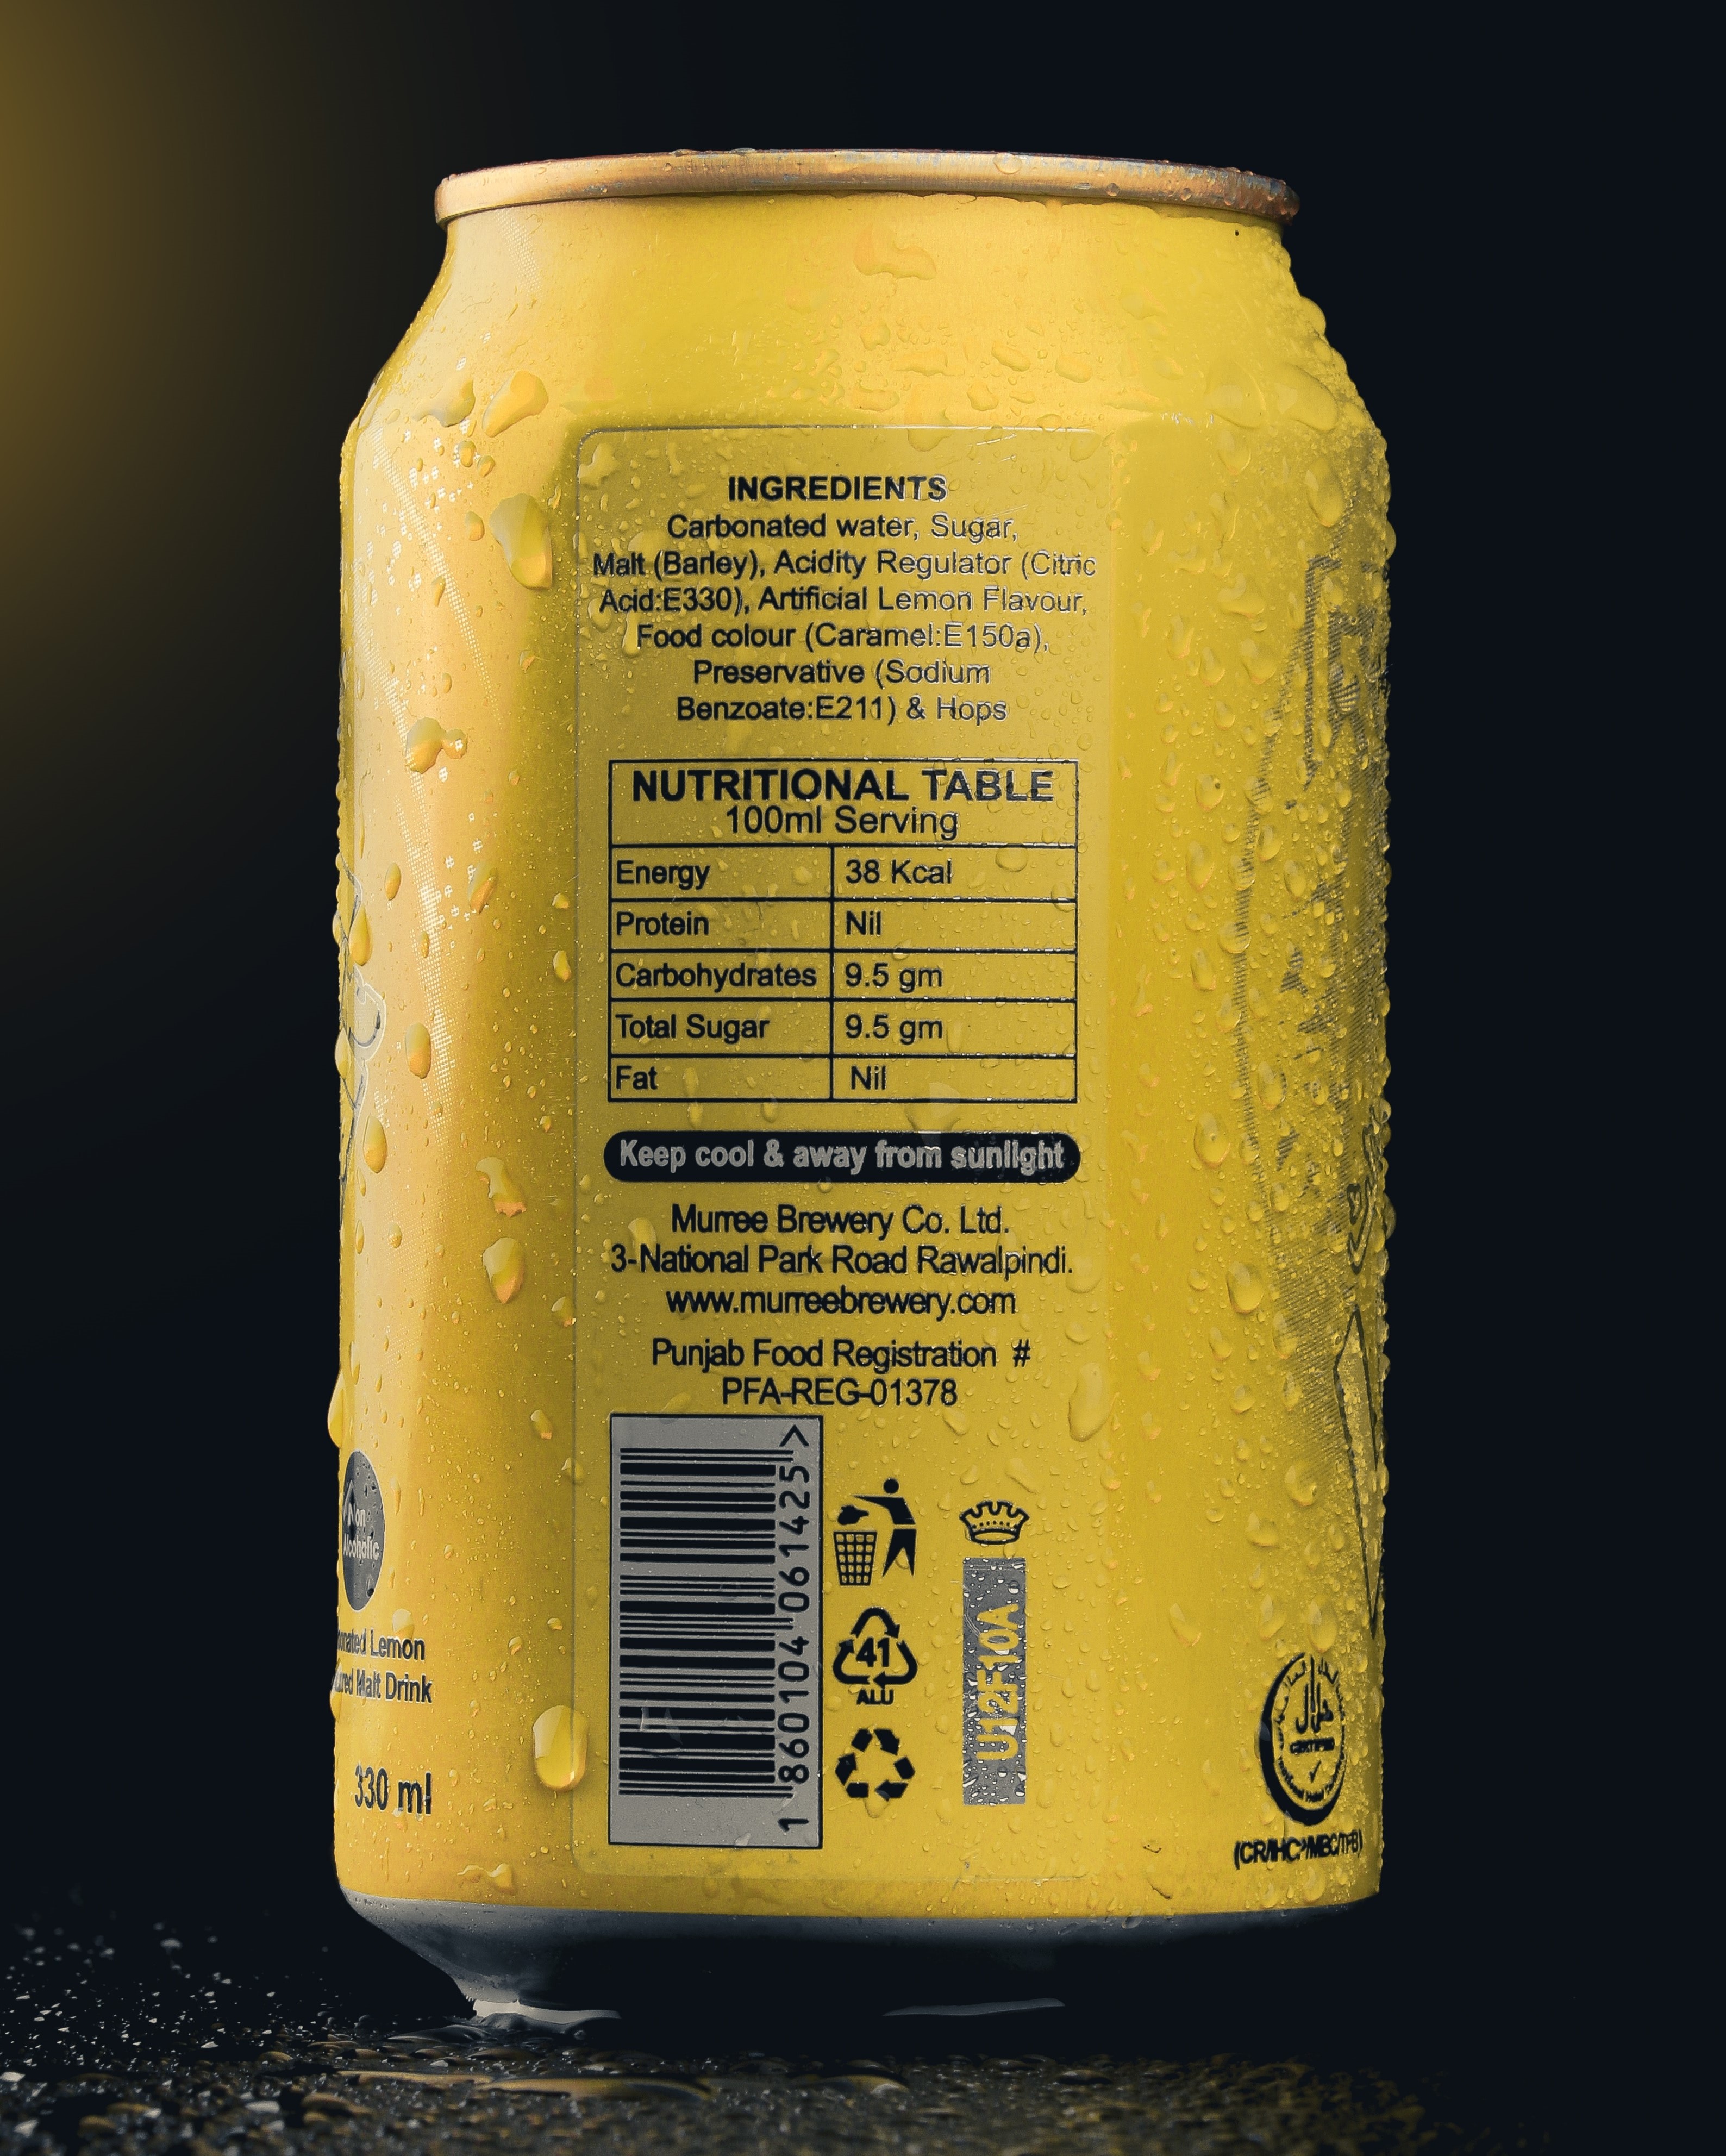 INGREDIENTS
Carbonated water, Sugar,
Malt (Barley), Acidity Regulator (Citric
Acid:E330), Artificial Lemon Flavour,
Food colour (Caramel:E150a),
Preservative (Sodium
Benzoate:E211) & Hops
NUTRITIONAL TABLE
100ml Serving
Energy 38 Kcal
Protein Nil
Carbohydrates 9.5 gm
Total Sugar 9.5 gm
Fat Nil
Keep cool & away from sunlight
Murree Brewery Co. Ltd.
3-National Park Road Rawalpindi.
www.murreebrewery.com
Punjab Food Registration #
PFA-REG-01378
1 860104 061425 >
41
ALU
U12F10A
Non
Alcoholic
Lemon
Malt Drink
330 ml
حلال
CERTIFIED